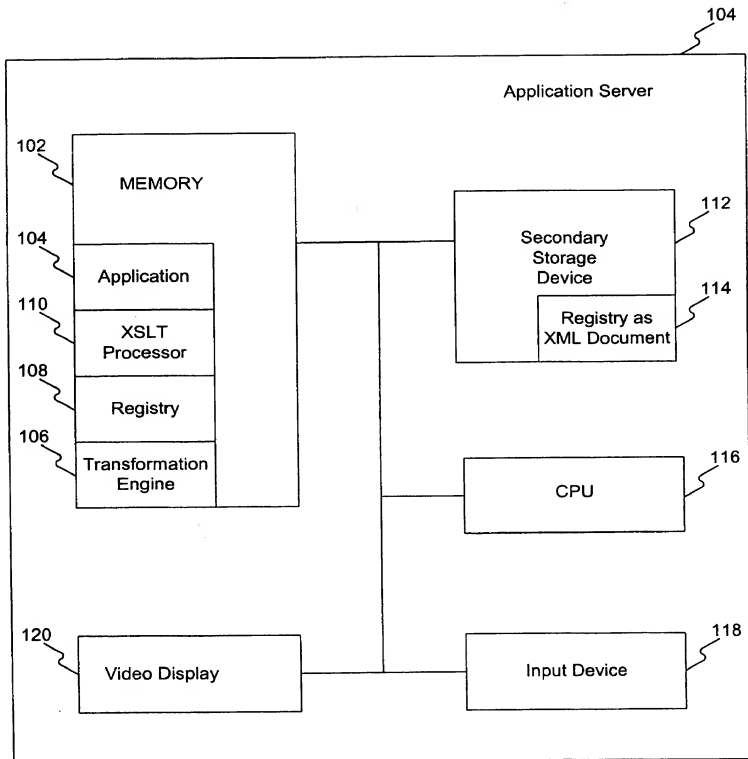 104
Application Server
102
MEMORY
104
Application
110
XSLT
Processor
108
Registry
106
Transformation
Engine
112
Secondary
Storage
Device
114
Registry as
XML Document
116
CPU
120
Video Display
118
Input Device